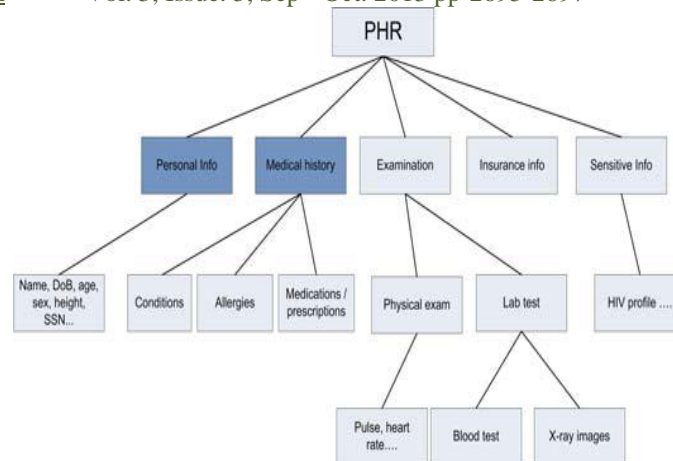 PHR
Personal Info
Medical history
Examination
Insurance info
Sensitive Info
Name, DoB, age,
sex, height,
SSN...
Conditions
Allergies
Medications /
prescriptions
Physical exam
Lab test
HIV profile ....
Pulse, heart
rate....
Blood test
X-ray images